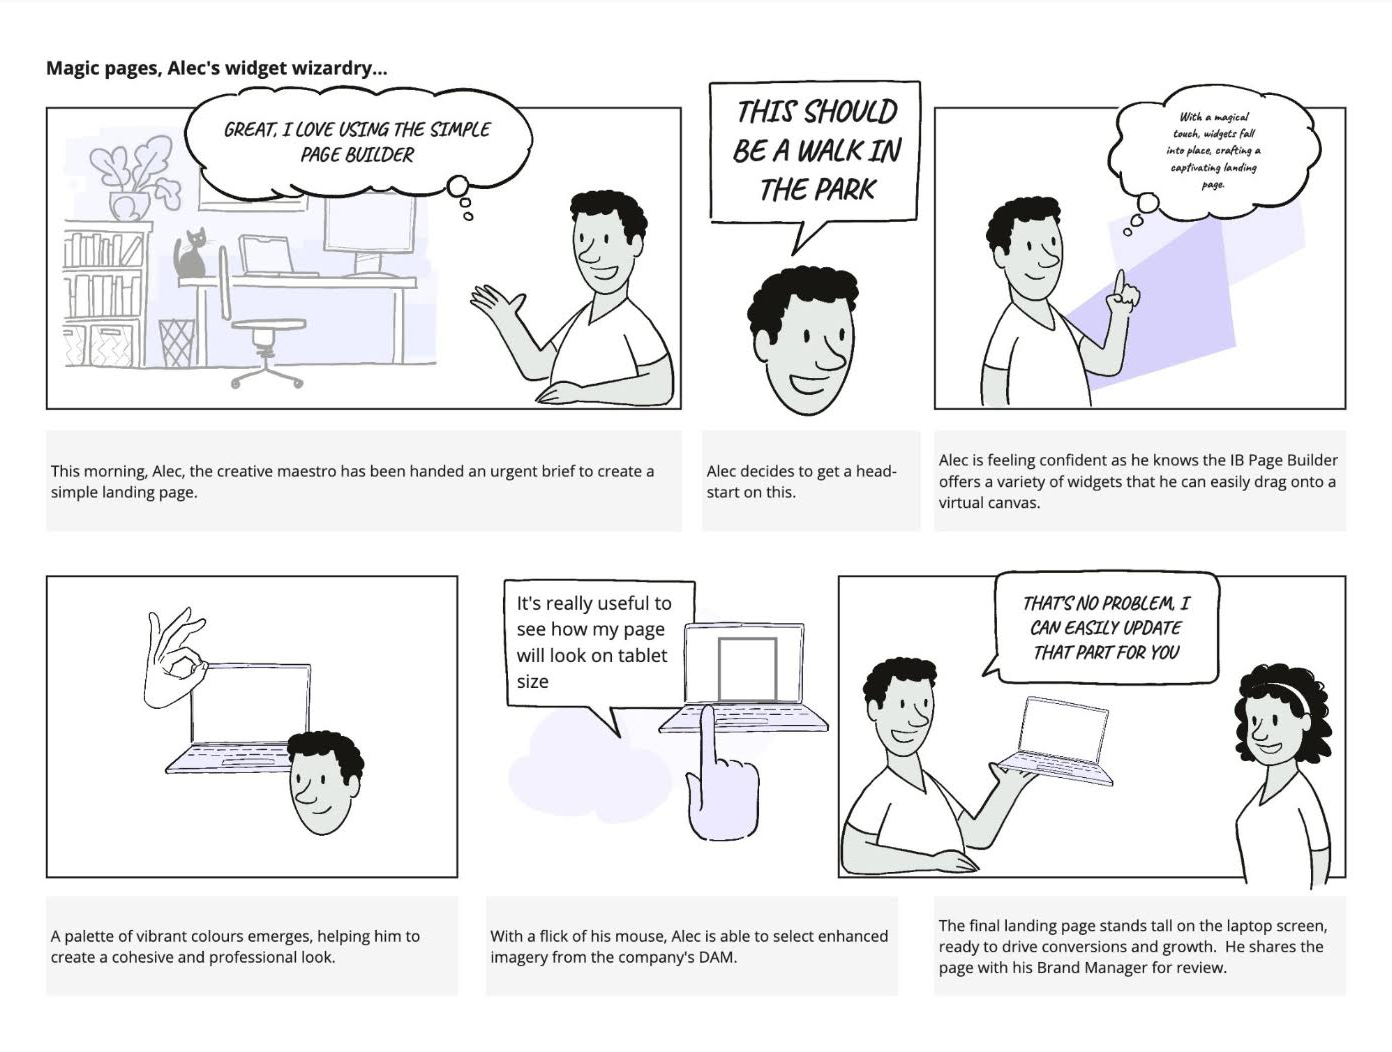 Magic pages, Alec's widget wizardry...
GREAT, I LOVE USING THE SIMPLE
PAGE BUILDER
THIS SHOULD
BE A WALK IN
THE PARK
With a magical
touch, widgets fall
into place, crafting a
captivating landing
page.
This morning, Alec, the creative maestro has been handed an urgent brief to create a
simple landing page.
Alec decides to get a head-
start on this.
Alec is feeling confident as he knows the IB Page Builder
offers a variety of widgets that he can easily drag onto a
virtual canvas.
It's really useful to
see how my page
will look on tablet
size
THAT'S NO PROBLEM, I
CAN EASILY UPDATE
THAT PART FOR YOU
A palette of vibrant colours emerges, helping him to
create a cohesive and professional look.
With a flick of his mouse, Alec is able to select enhanced
imagery from the company's DAM.
The final landing page stands tall on the laptop screen,
ready to drive conversions and growth.  He shares the
page with his Brand Manager for review.